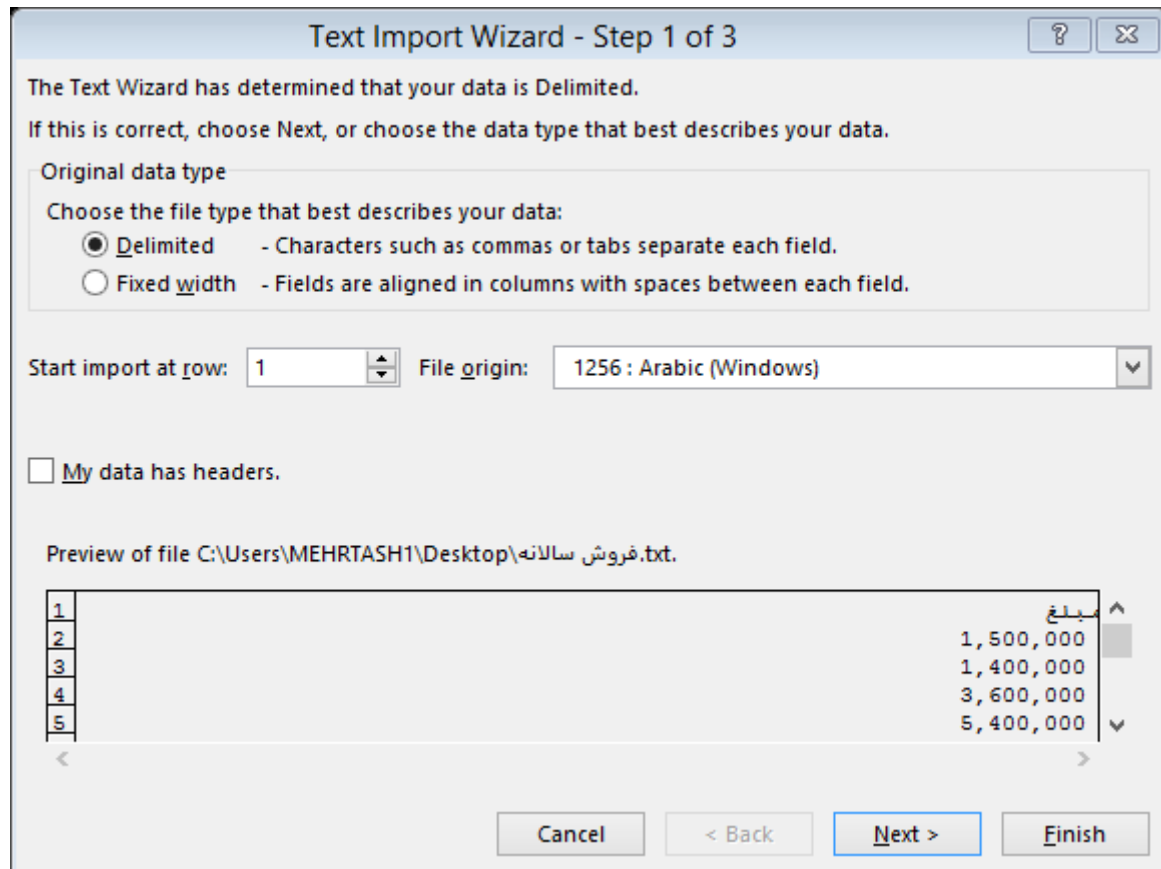 Text Import Wizard - Step 1 of 3
The Text Wizard has determined that your data is Delimited.
If this is correct, choose Next, or choose the data type that best describes your data.
Original data type
Choose the file type that best describes your data:
Delimited - Characters such as commas or tabs separate each field.
Fixed width - Fields are aligned in columns with spaces between each field.
Start import at row: 1 File origin: 1256 : Arabic (Windows)
My data has headers.
Preview of file C:\Users\MEHRTASH1\Desktop\فروش سالانه.txt.
1 مبلغ
2 1,500,000
3 1,400,000
4 3,600,000
5 5,400,000
Cancel < Back Next > Finish